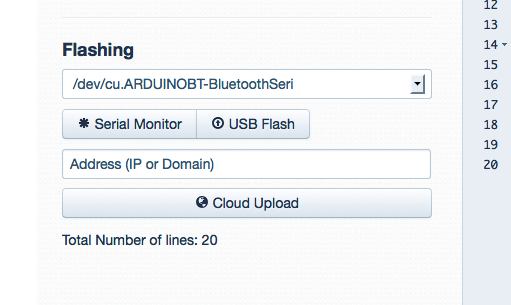 Flashing
/dev/cu.ARDUINOBT-BluetoothSeri
Serial Monitor
USB Flash
Address (IP or Domain)
Cloud Upload
Total Number of lines: 20
12
13
14
15
16
17
18
19
20